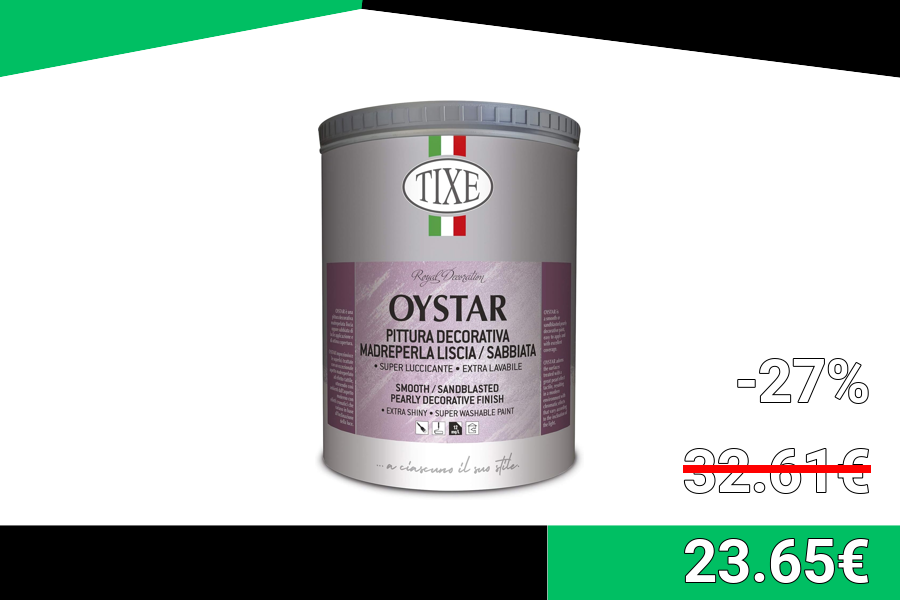 TIXE
Royal Decoration
OYSTAR
PITTURA DECORATIVA
MADREPERLA LISCIA / SABBIATA
• SUPER LUCCICANTE • EXTRA LAVABILE
SMOOTH / SANDBLASTED
PEARLY DECORATIVE FINISH
• EXTRA SHINY • SUPER WASHABLE PAINT
... a ciascuno il suo stile.
-27%
32.61€
23.65€